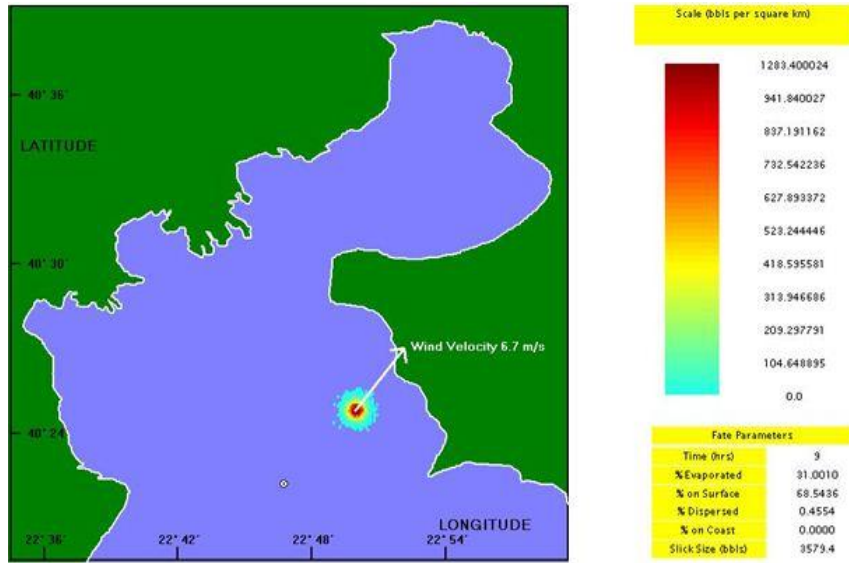 Scale (bbls per square km)
40° 36'
LATITUDE
40° 30'
Wind Velocity 6.7 m/s
40° 24'
LONGITUDE
22° 36'
22° 42'
22° 48'
22° 54'
1283.400024
941.840027
837.191162
732.542236
627.893372
523.244446
418.595581
313.946686
209.297791
104.648895
0.0
Fate Parameters
Time (hrs) 9
%Evaporated 31.0010
% on Surface 68.5436
% Dispersed 0.4554
% on Coast 0.0000
Slick Size (bbls) 3579.4